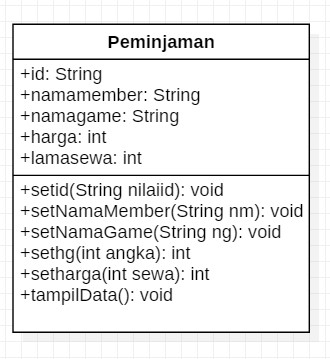 Peminjaman
+id: String
+namamember: String
+namagame: String
+harga: int
+lamasewa: int
+setid(String nilaiid): void
+setNamaMember(String nm): void
+setNamaGame(String ng): void
+sethg(int angka): int
+setharga(int sewa): int
+tampilData(): void